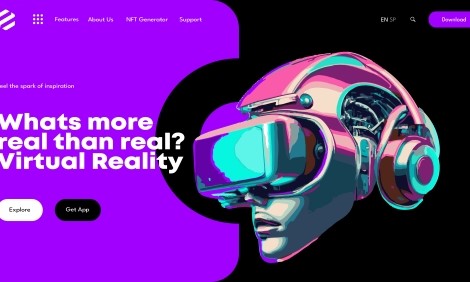 Features About Us NFT Generator Support EN SP Download
eel the spark of inspiration
Whats more
real than real?
Virtual Reality
Explore Get App